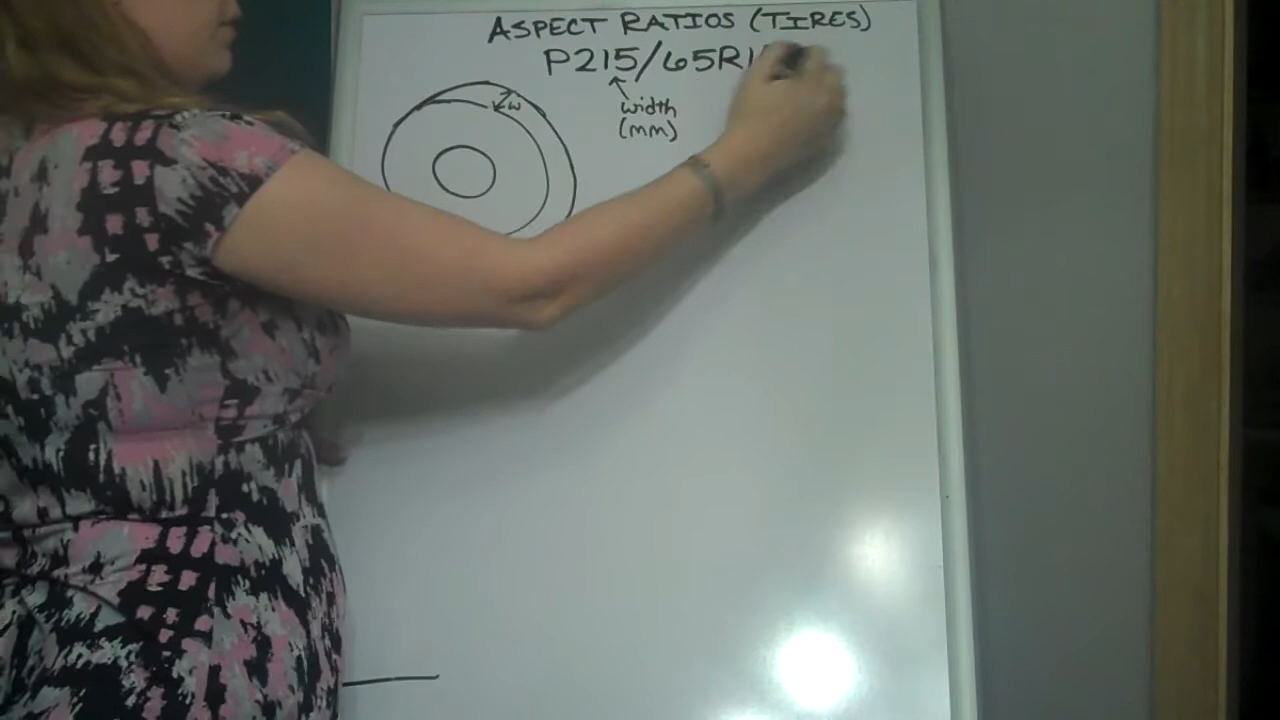 ASPECT RATIOS (TIRES)
P215/65R1
w
width
(mm)